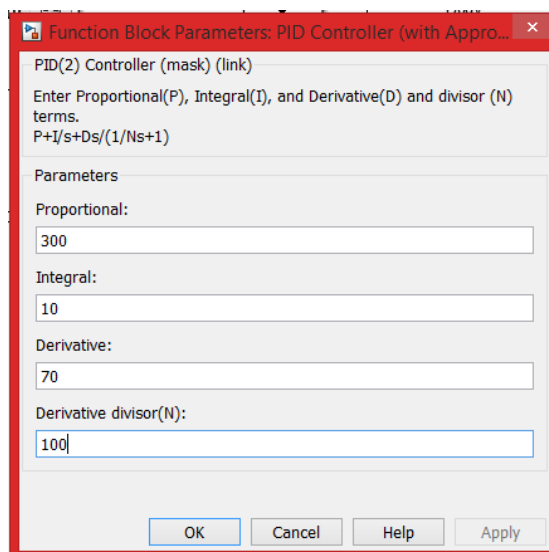 Function Block Parameters: PID Controller (with Appro...
PID(2) Controller (mask) (link)
Enter Proportional(P), Integral(I), and Derivative(D) and divisor (N)
terms.
P+I/s+Ds/(1/Ns+1)
Parameters
Proportional:
300
Integral:
10
Derivative:
70
Derivative divisor(N):
100
OK Cancel Help Apply